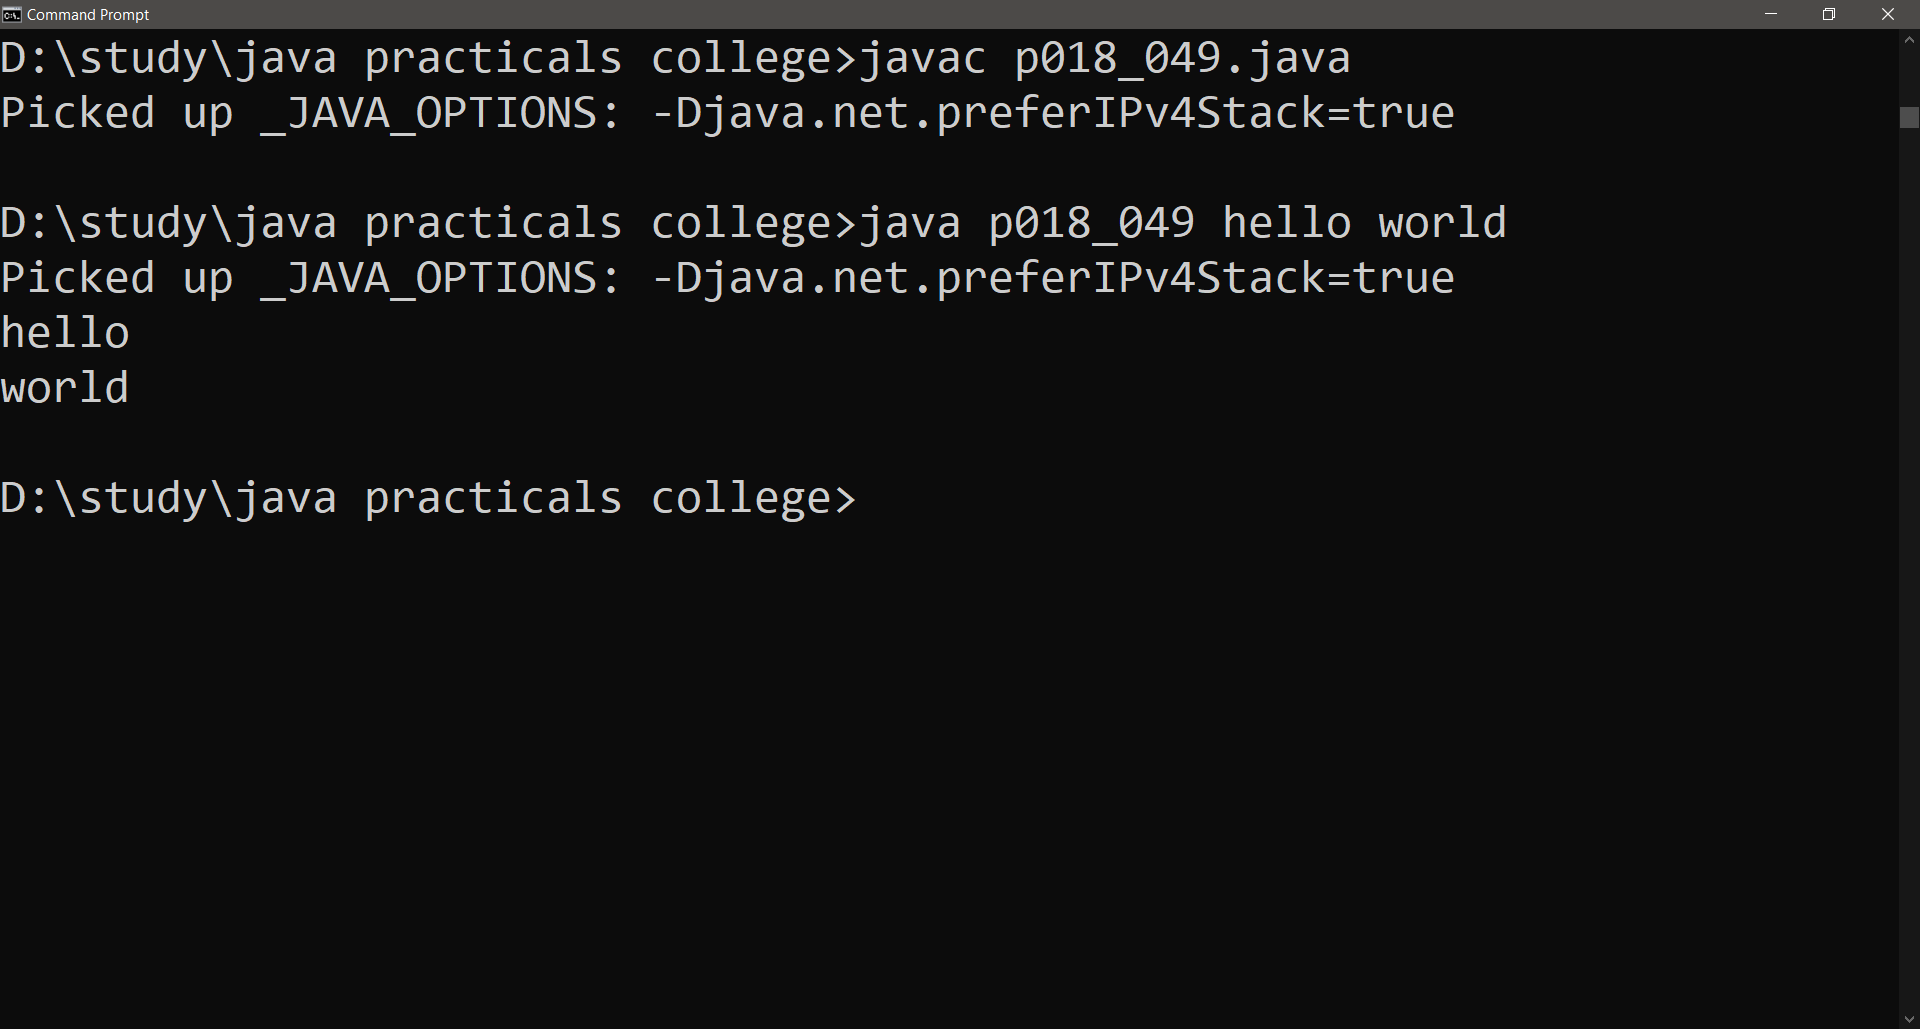 Command Prompt
D:\study\java practicals college>javac p018_049.java
Picked up _JAVA_OPTIONS: -Djava.net.preferIPv4Stack=true
D:\study\java practicals college>java p018_049 hello world
Picked up _JAVA_OPTIONS: -Djava.net.preferIPv4Stack=true
hello
world
D:\study\java practicals college>